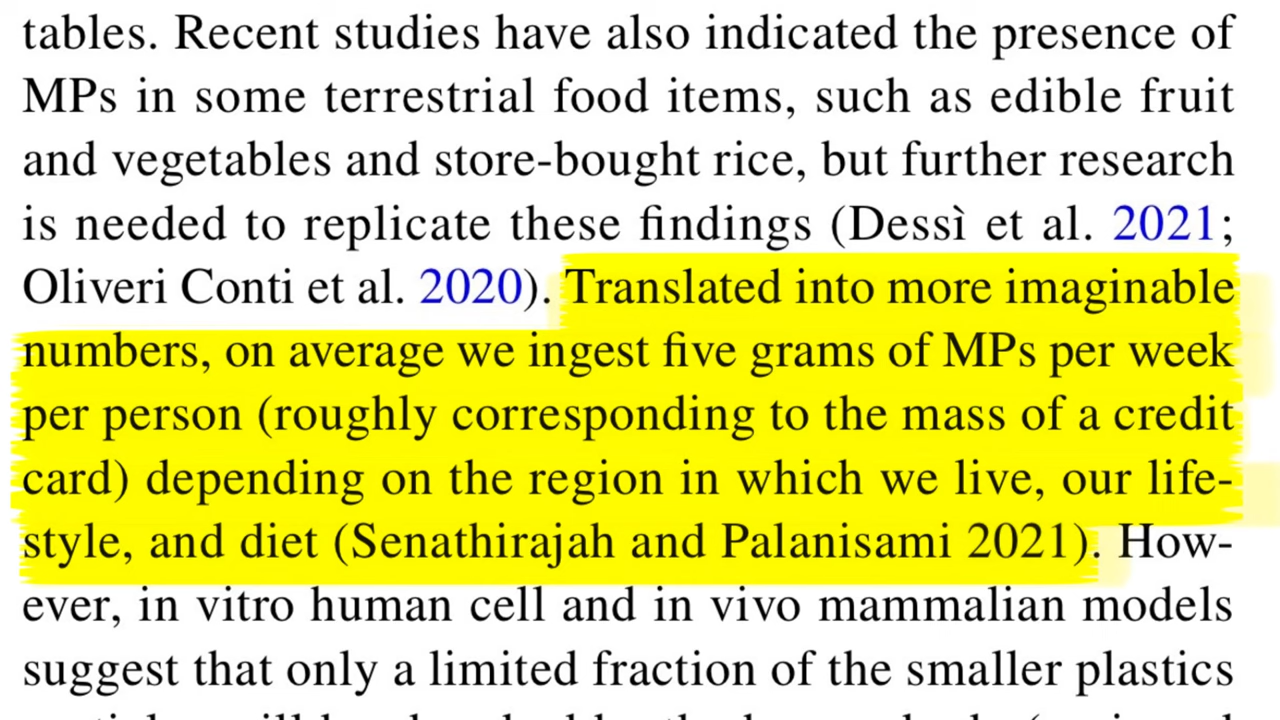 tables. Recent studies have also indicated the presence of
MPs in some terrestrial food items, such as edible fruit
and vegetables and store-bought rice, but further research
is needed to replicate these findings (Dessì et al. 2021;
Oliveri Conti et al. 2020). Translated into more imaginable
numbers, on average we ingest five grams of MPs per week
per person (roughly corresponding to the mass of a credit
card) depending on the region in which we live, our life-
style, and diet (Senathirajah and Palanisami 2021). How-
ever, in vitro human cell and in vivo mammalian models
suggest that only a limited fraction of the smaller plastics